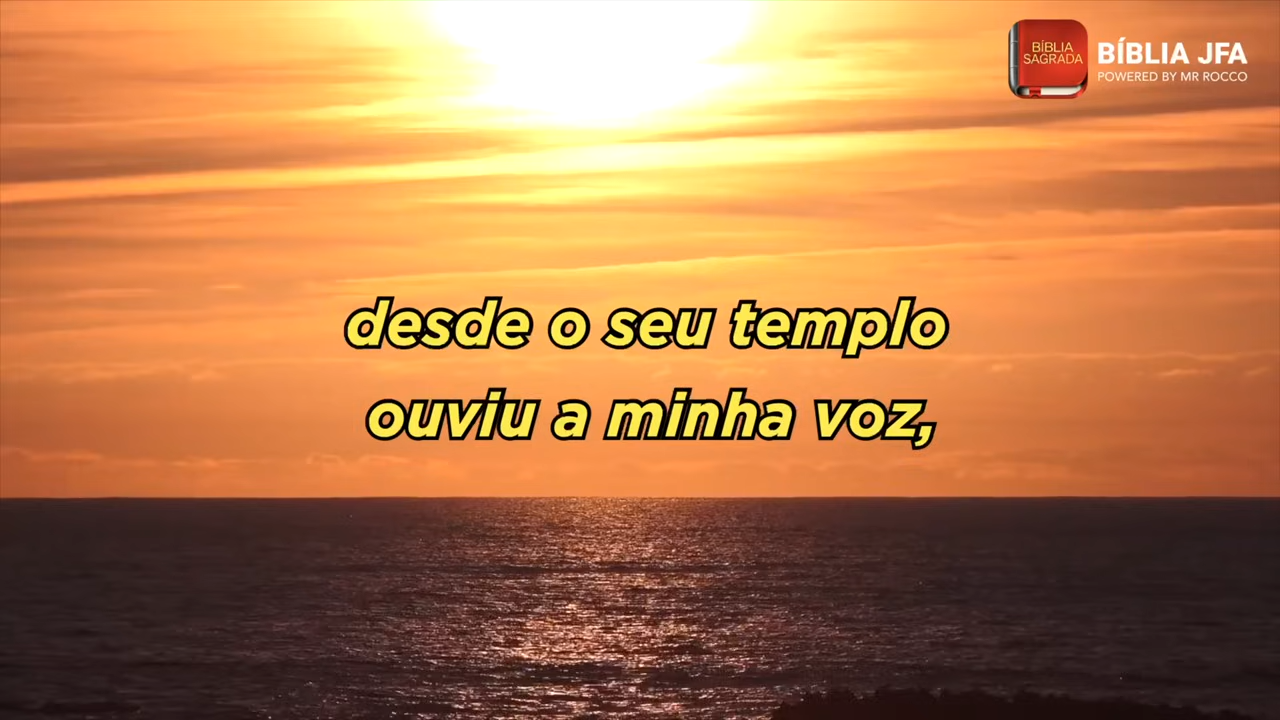 BÍBLIA
SAGRADA
BÍBLIA JFA
POWERED BY MR ROCCO
desde o seu templo
ouviu a minha voz,